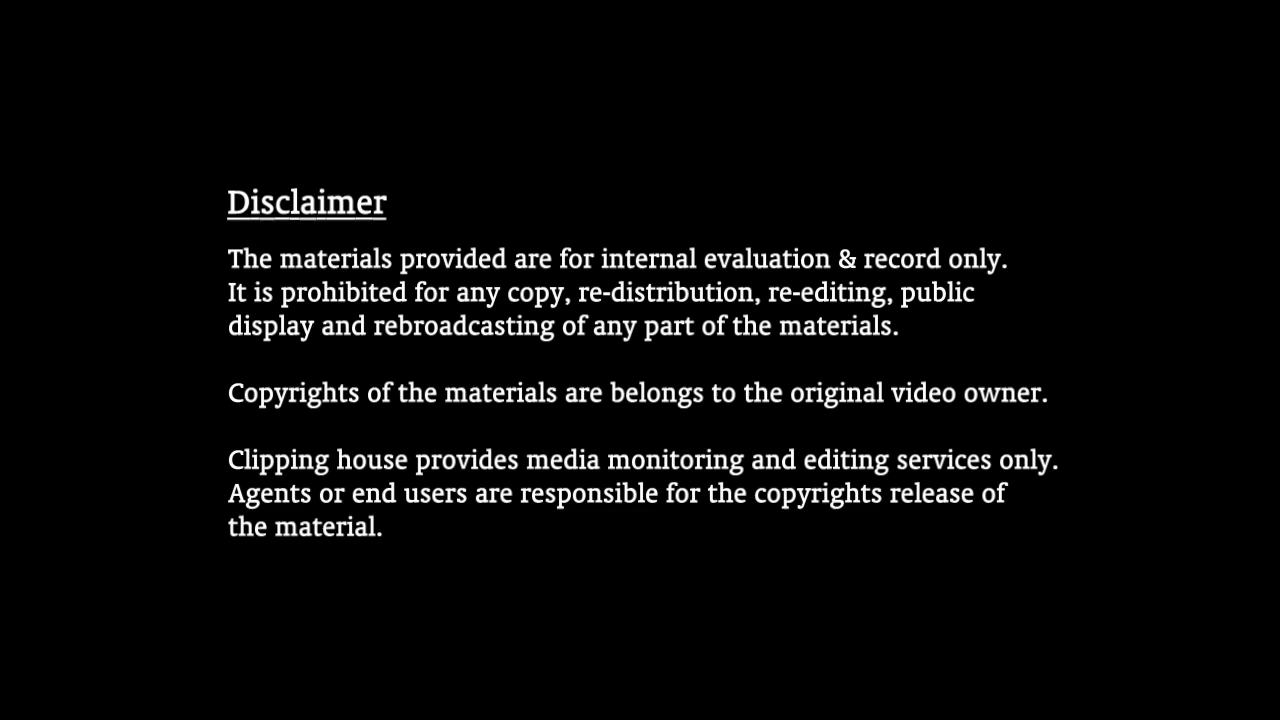 Disclaimer
The materials provided are for internal evaluation & record only.
It is prohibited for any copy, re-distribution, re-editing, public
display and rebroadcasting of any part of the materials.
Copyrights of the materials are belongs to the original video owner.
Clipping house provides media monitoring and editing services only.
Agents or end users are responsible for the copyrights release of
the material.